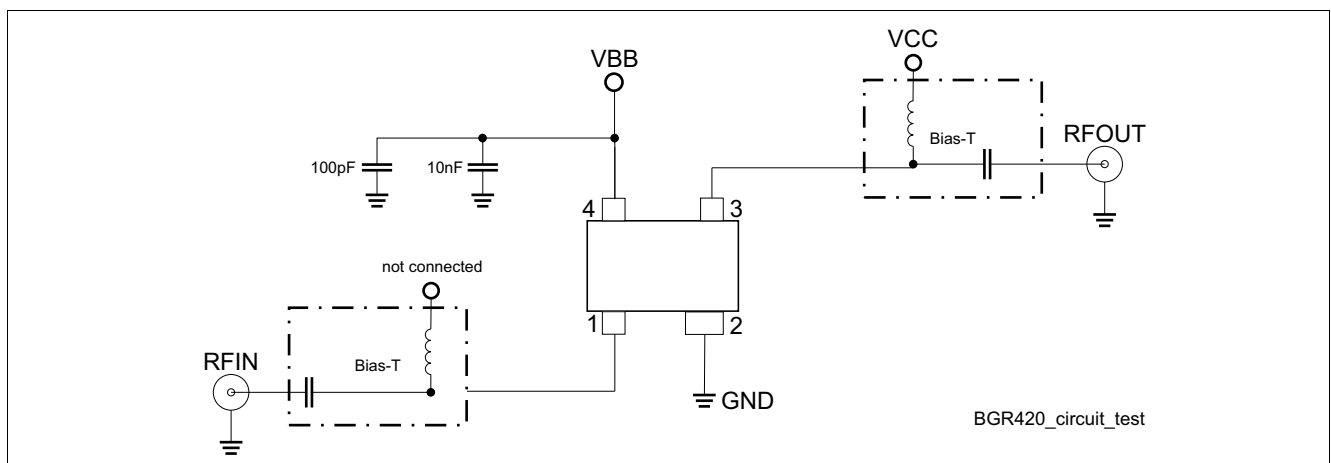 VCC
VBB
Bias-T
RFOUT
100pF
10nF
4
3
not connected
1
2
RFIN
Bias-T
GND
BGR420_circuit_test